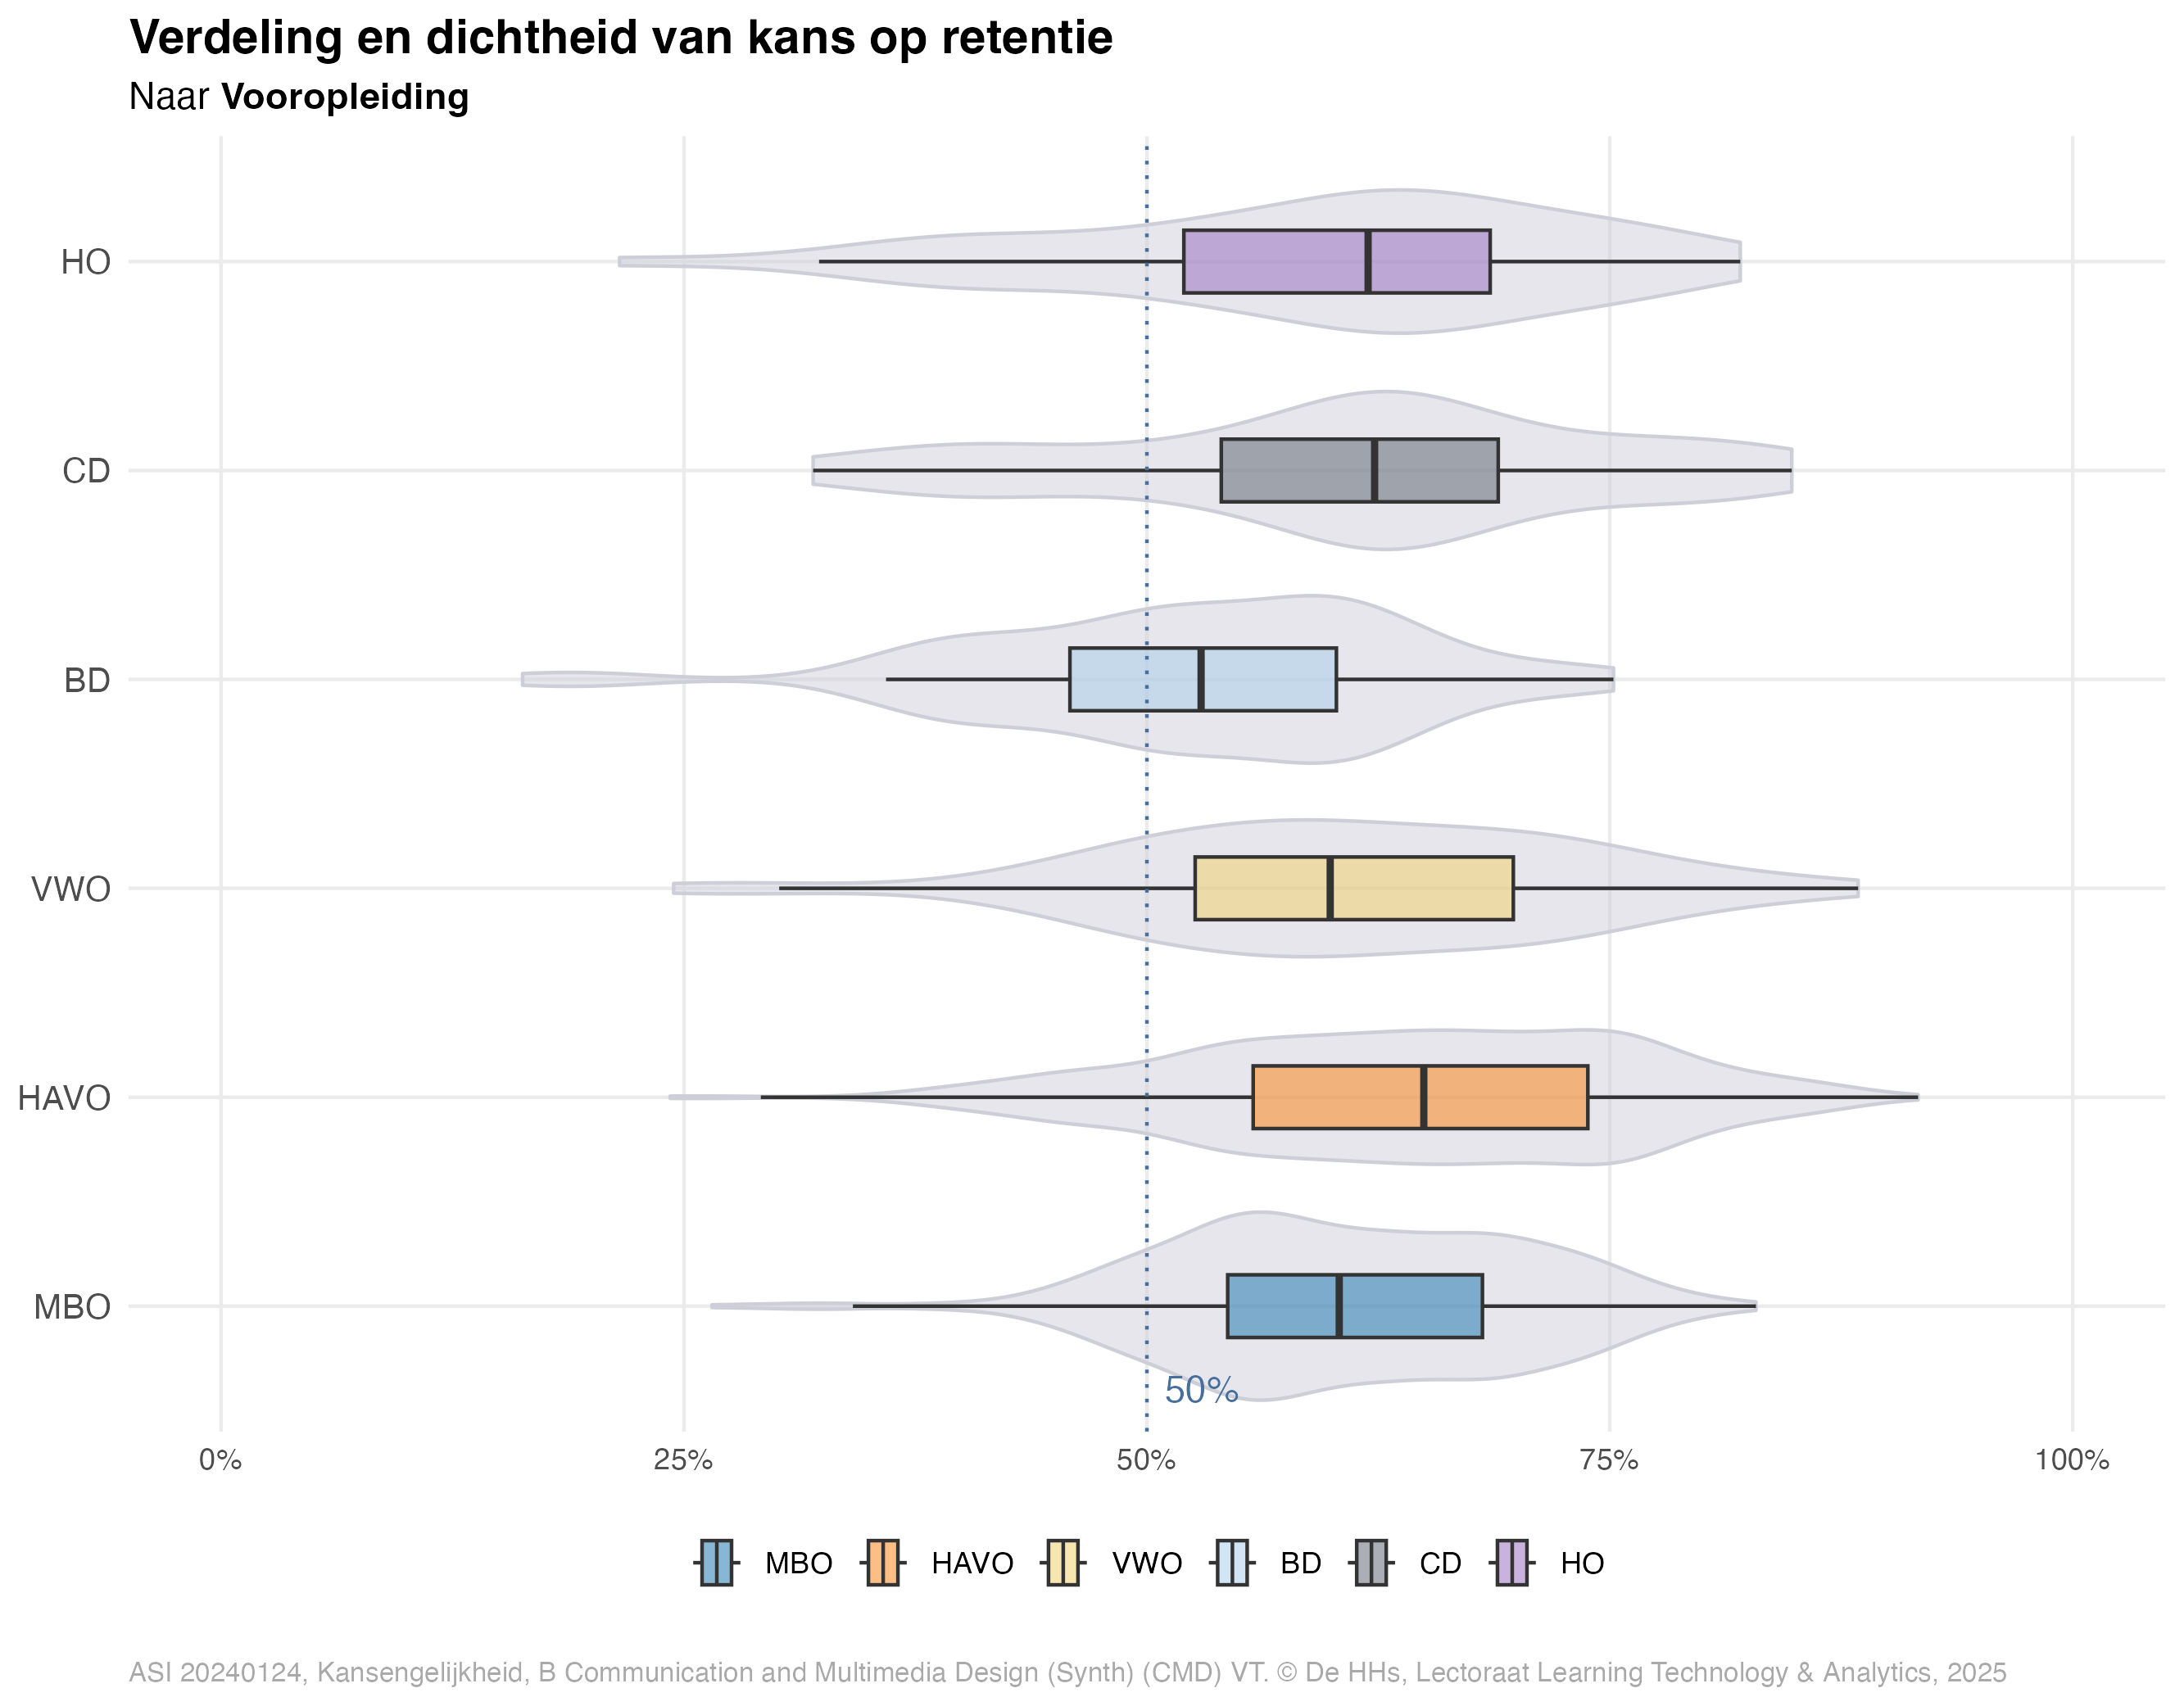 Verdeling en dichtheid van kans op retentie
Naar Vooropleiding
HO
CD
BD
VWO
HAVO
MBO
50%
0% 25% 50% 75% 100%
MBO HAVO VWO BD CD HO
ASI 20240124, Kansengelijkheid, B Communication and Multimedia Design (Synth) (CMD) VT. © De HHs, Lectoraat Learning Technology & Analytics, 2025